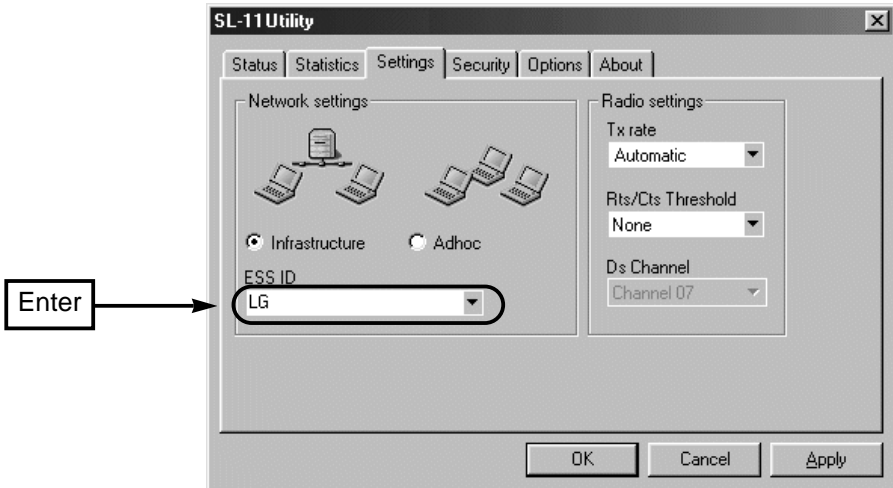 SL-11 Utility
Status Statistics Settings Security Options About
Network settings
Infrastructure Adhoc
ESS ID
LG
Radio settings
Tx rate
Automatic
Rts/Cts Threshold
None
Ds Channel
Channel 07
Enter
OK Cancel Apply